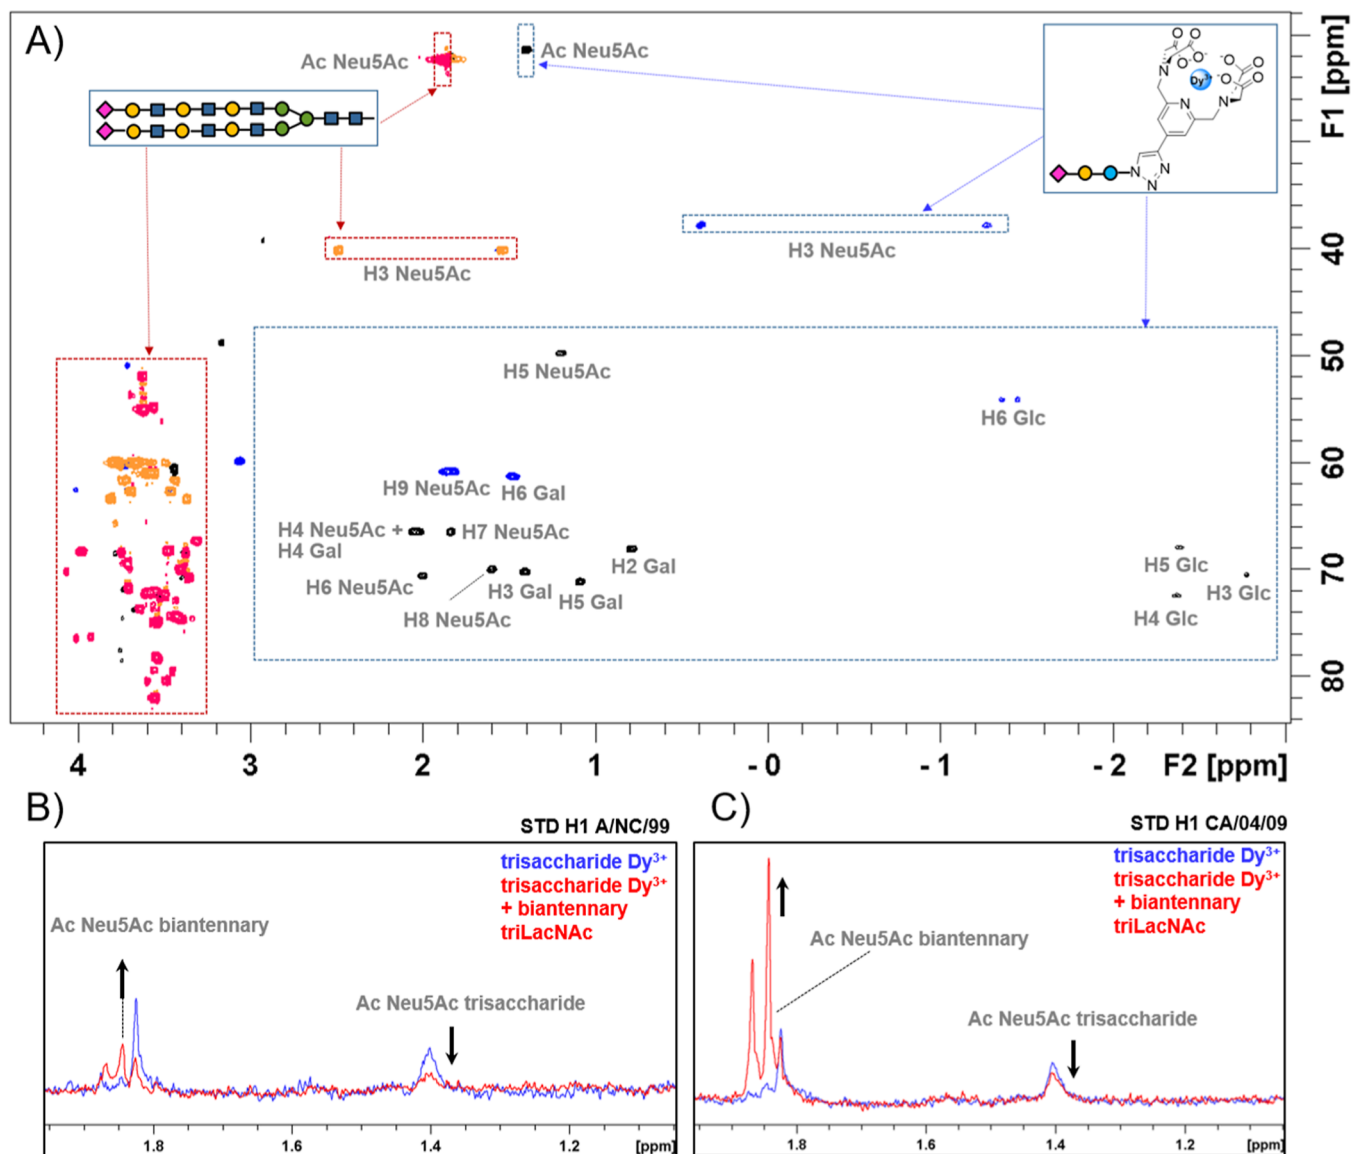 A)
Ac Neu5Ac
Ac Neu5Ac
H3 Neu5Ac
H3 Neu5Ac
O
O
O
O-
-O
O
-O
O
Dy3+
N
N
N
N
N
N
H5 Neu5Ac
H6 Glc
H9 Neu5Ac
H6 Gal
H4 Neu5Ac +
H4 Gal
H7 Neu5Ac
H2 Gal
H6 Neu5Ac
H3 Gal
H5 Gal
H8 Neu5Ac
H5 Glc
H3 Glc
H4 Glc
F1 [ppm]
40
50
60
70
80
4 3 2 1 - 0 - 1 - 2 F2 [ppm]
B)
STD H1 A/NC/99
trisaccharide Dy³⁺
trisaccharide Dy³⁺
+ biantennary
triLacNAc
Ac Neu5Ac biantennary
Ac Neu5Ac trisaccharide
1.8 1.6 1.4 1.2 [ppm]
C)
STD H1 CA/04/09
trisaccharide Dy³⁺
trisaccharide Dy³⁺
+ biantennary
triLacNAc
Ac Neu5Ac biantennary
Ac Neu5Ac trisaccharide
1.8 1.6 1.4 1.2 [ppm]